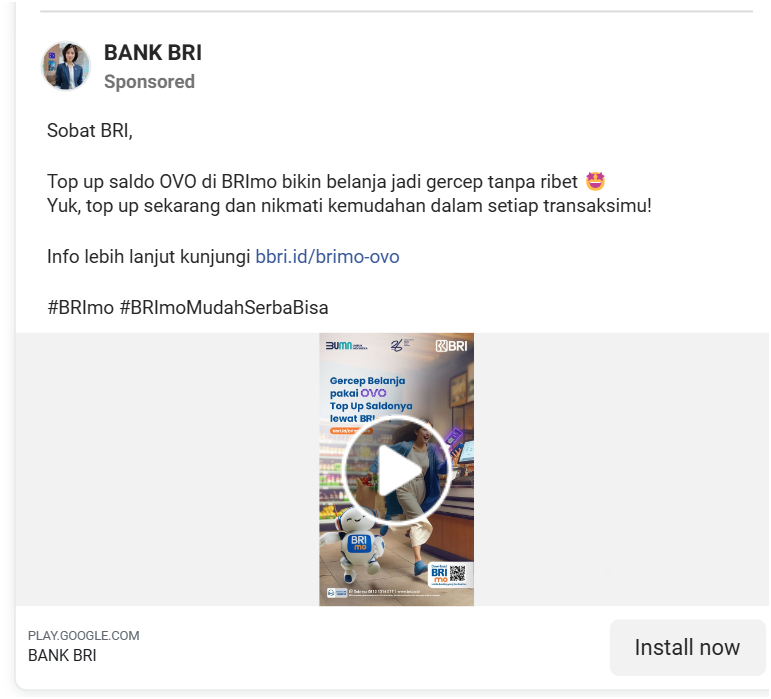 BANK BRI
Sponsored
Sobat BRI,
Top up saldo OVO di BRImo bikin belanja jadi gercep tanpa ribet 🤩
Yuk, top up sekarang dan nikmati kemudahan dalam setiap transaksimu!
Info lebih lanjut kunjungi bbri.id/brimo-ovo
#BRImo #BRImoMudahSerbaBisa
BUMN
BRI
Gercep Belanja
pakai OVO
Top Up Saldonya
lewat BRI
BRI
mo
BRI
mo
PLAY.GOOGLE.COM
BANK BRI
Install now